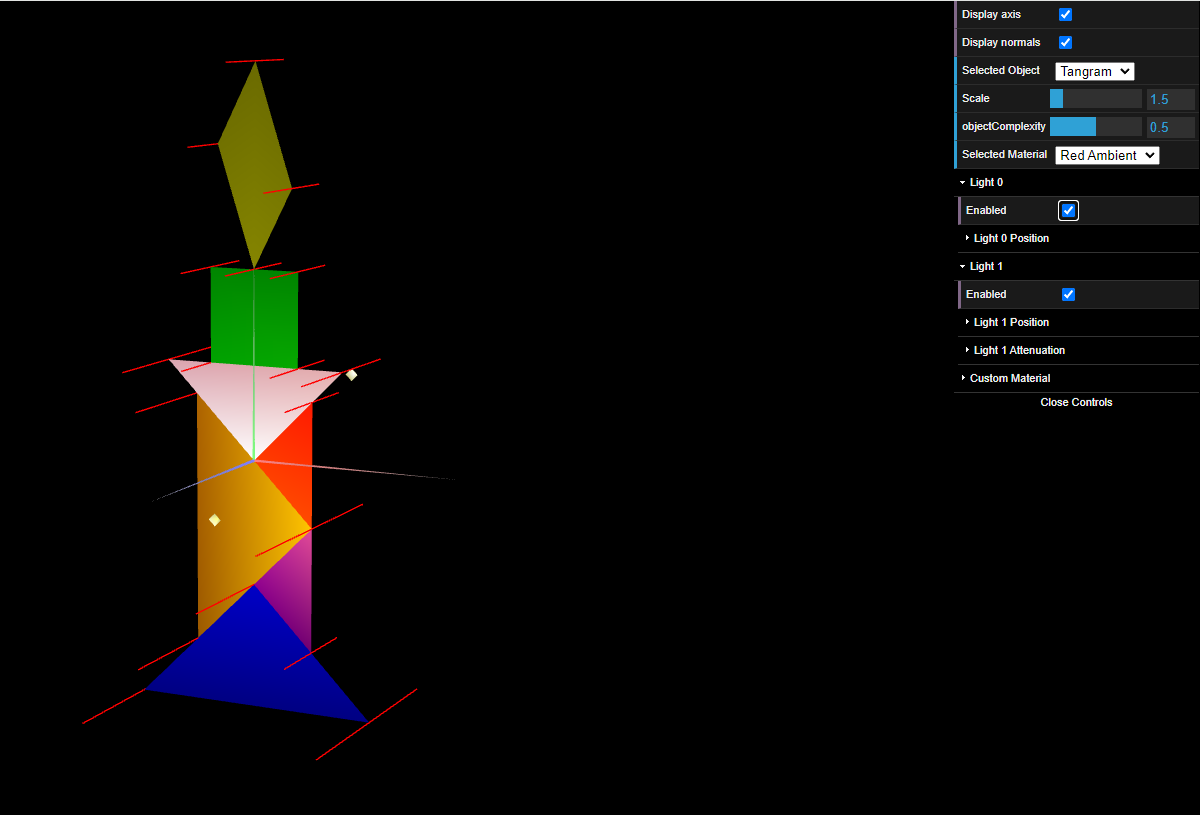 Display axis
Display normals
Selected Object Tangram
Scale 1.5
objectComplexity 0.5
Selected Material Red Ambient
Light 0
Enabled
Light 0 Position
Light 1
Enabled
Light 1 Position
Light 1 Attenuation
Custom Material
Close Controls